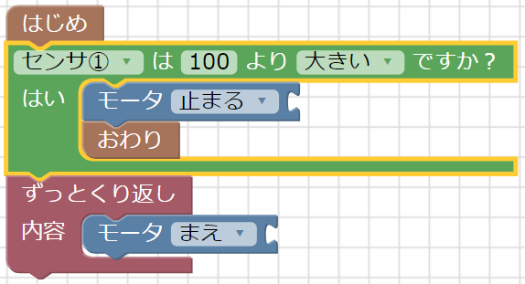 はじめ
センサ① は 100 より 大きい ですか？
はい モータ 止まる
おわり
ずっとくり返し
内容 モータ まえ